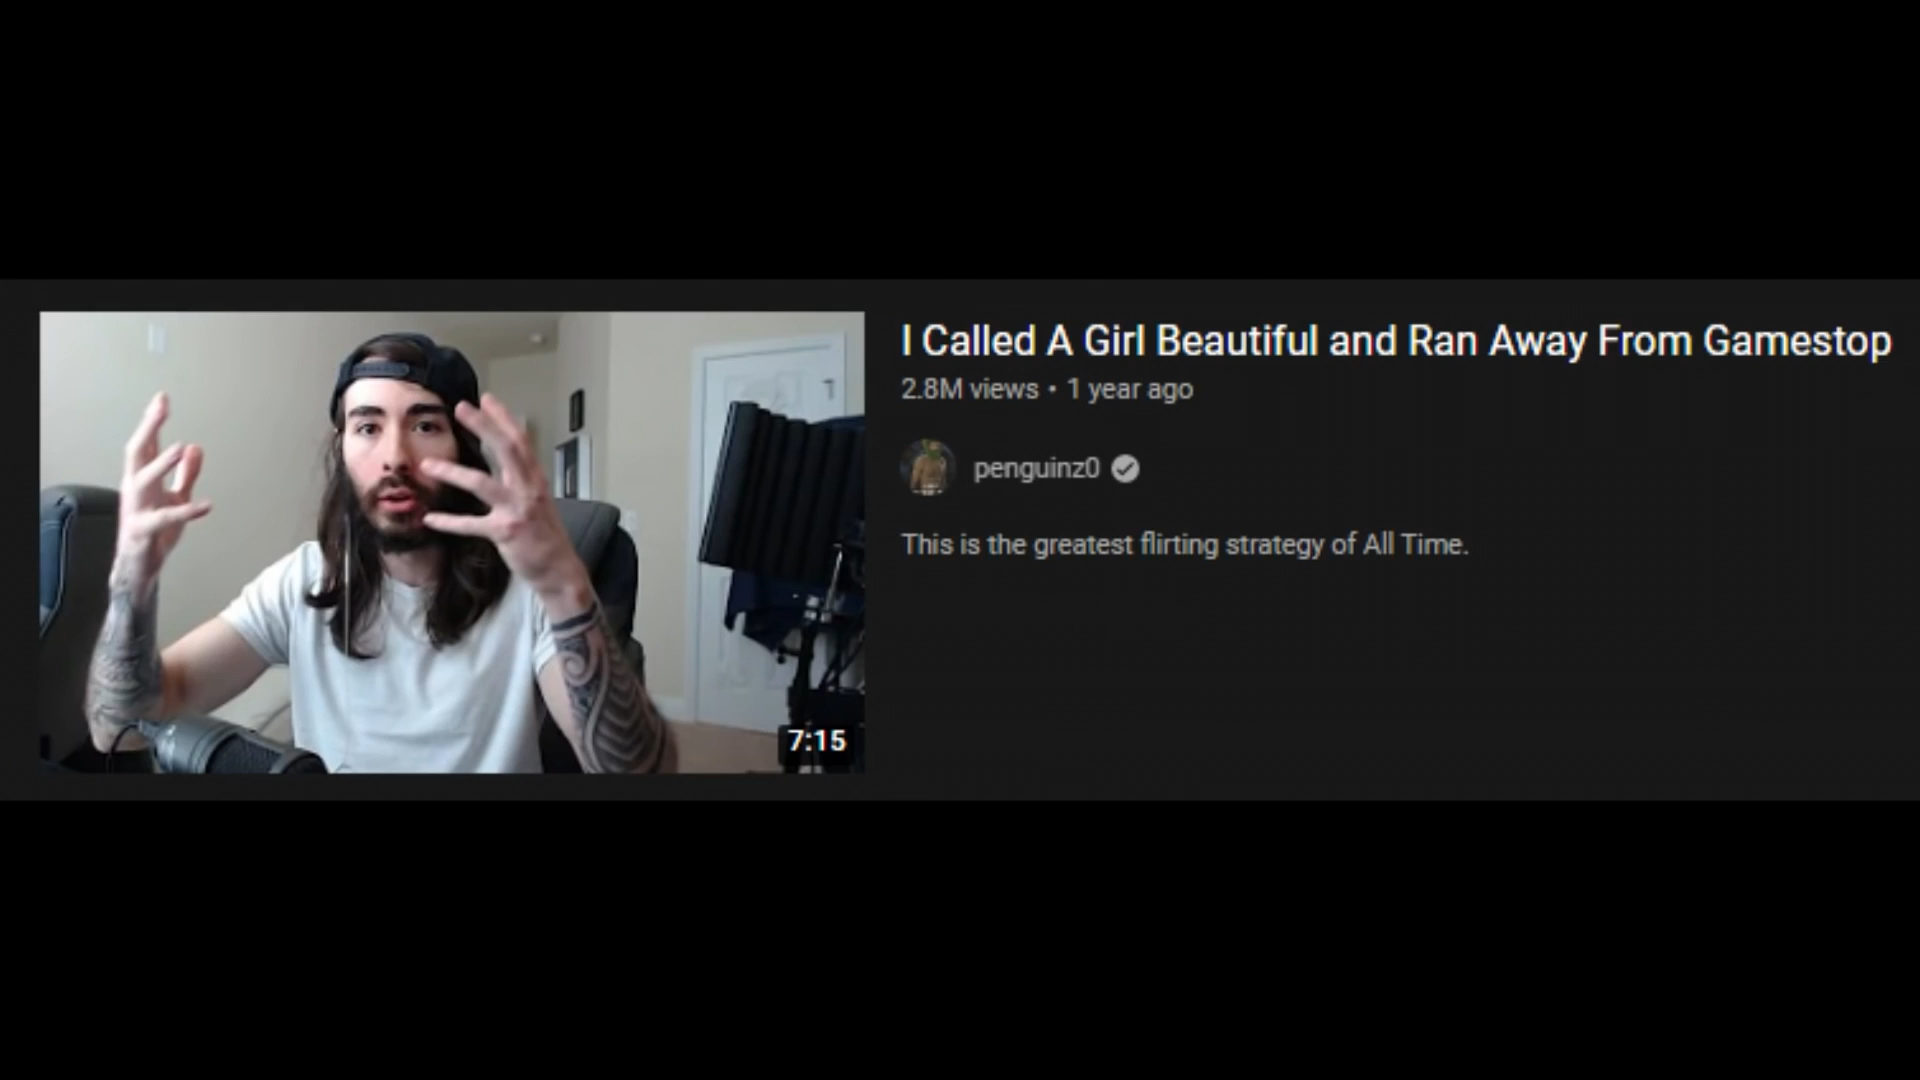 I Called A Girl Beautiful and Ran Away From Gamestop
2.8M views • 1 year ago
penguinz0
This is the greatest flirting strategy of All Time.
7:15